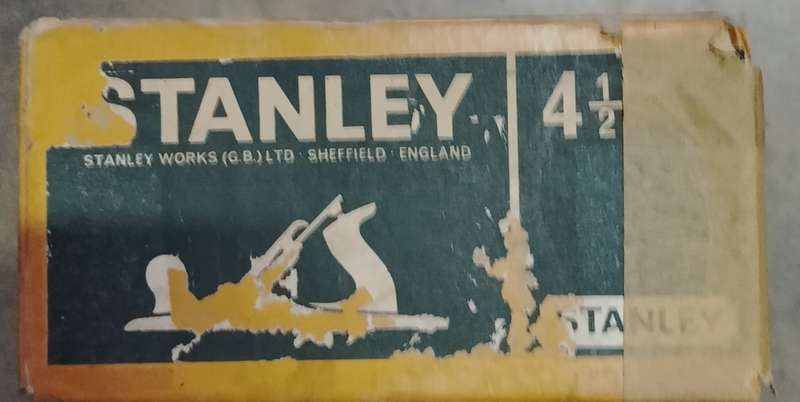 STANLEY
4 1/2
STANLEY WORKS (G.B.) LTD · SHEFFIELD · ENGLAND
STANLEY